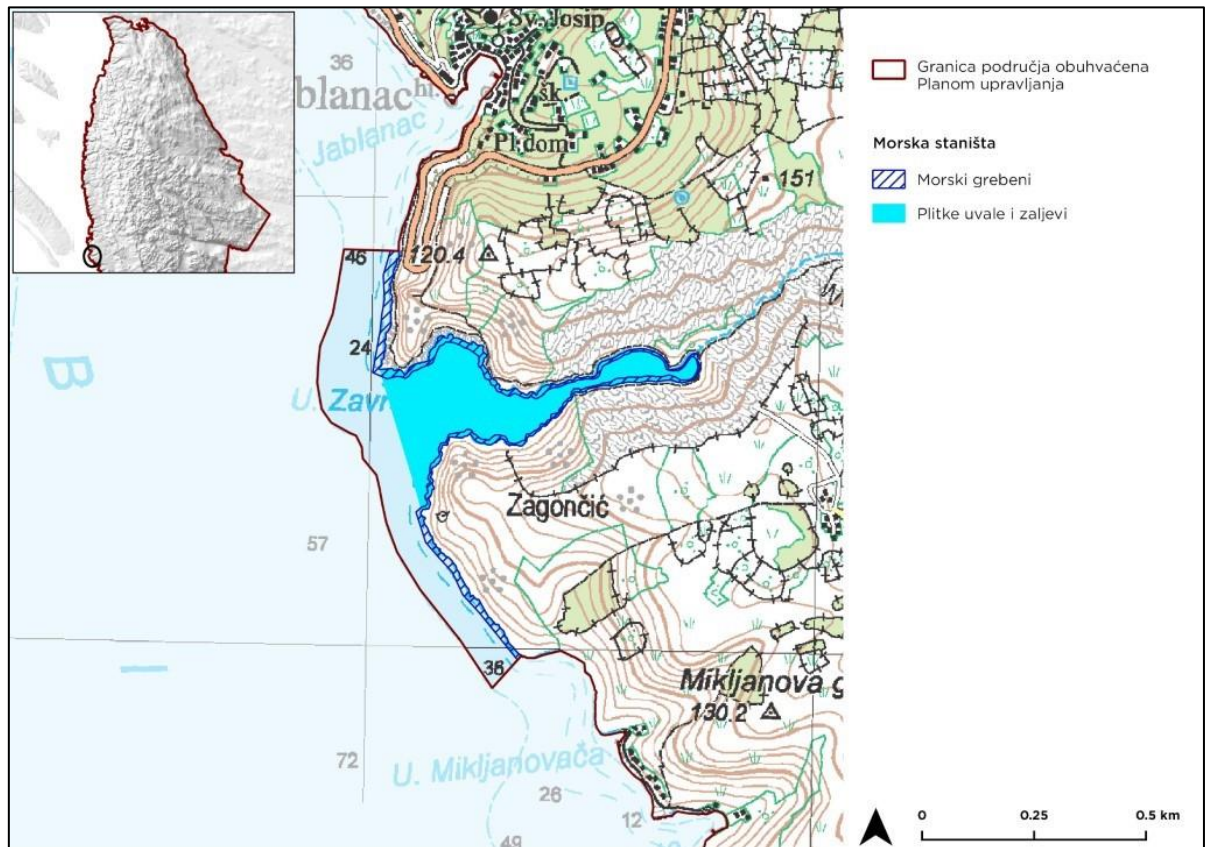 Sv. Josip
36
blanac
Jablanac
šk.
Pl.dom
151
46
120.4
24
B
U. Zavr
57
Zagončić
38
Mikljanova g
130.2
72
U. Mikljanovača
26
12
49
Granica područja obuhvaćena
Planom upravljanja
Morska staništa
Morski grebeni
Plitke uvale i zaljevi
0 0.25 0.5 km